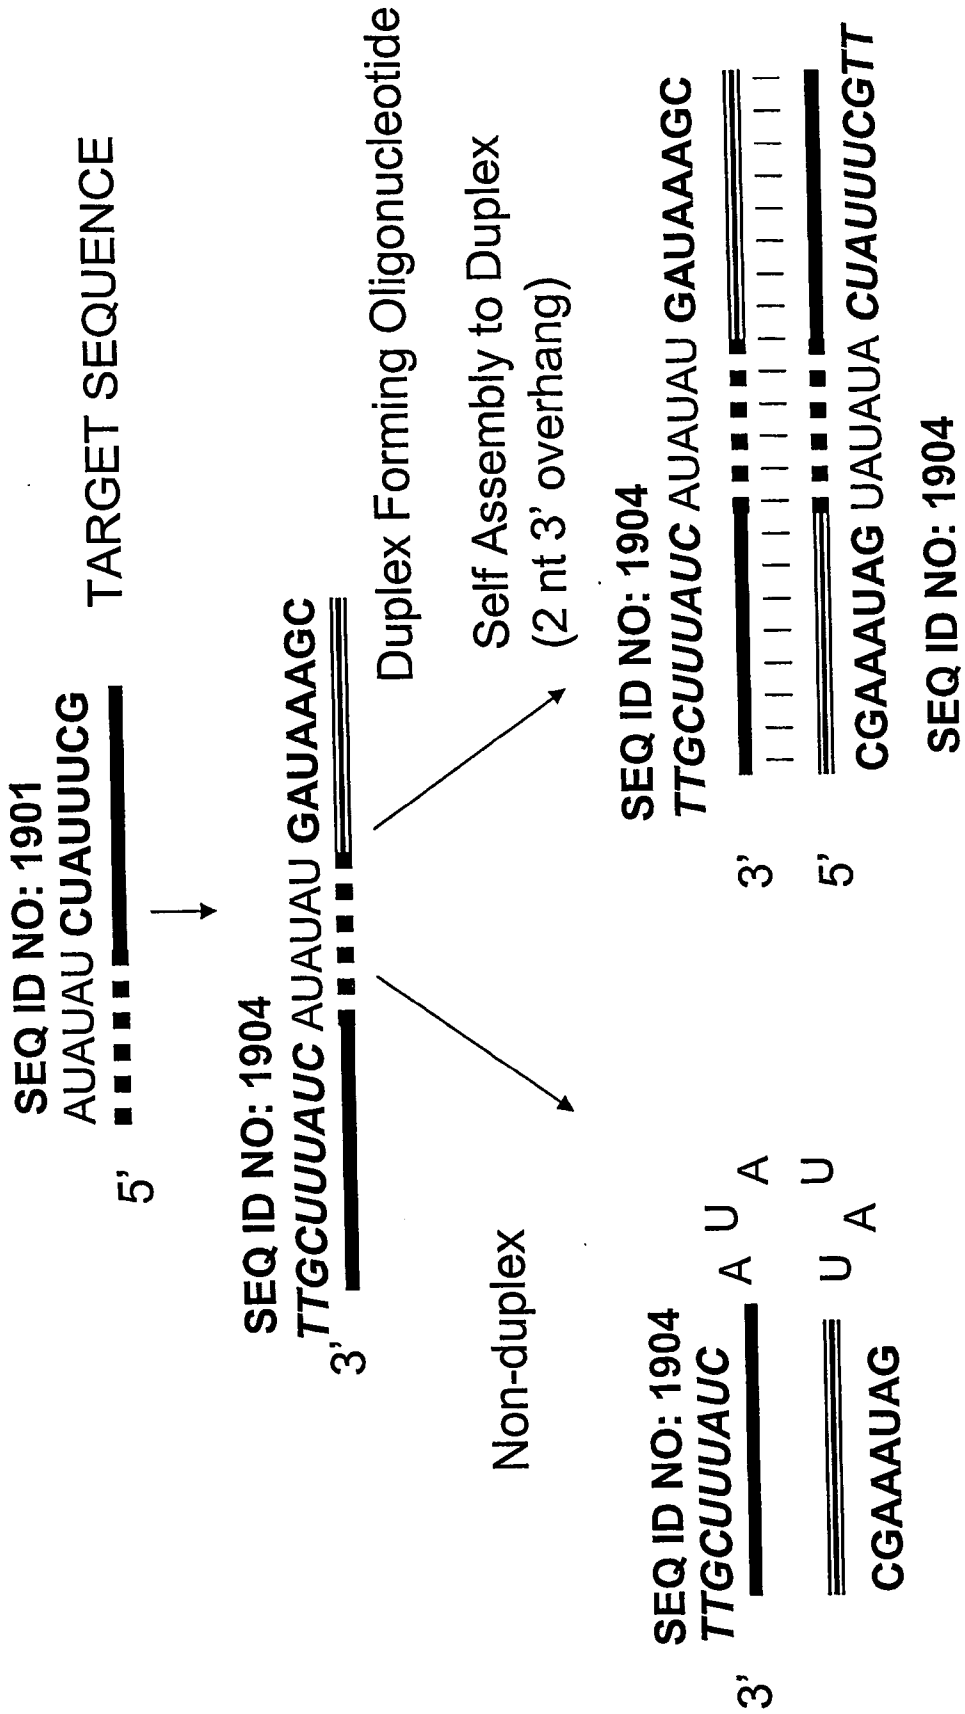 SEQ ID NO: 1901
AUAUAU CUAUUUCG
5'
TARGET SEQUENCE
SEQ ID NO: 1904
TTGCUUUAUC AUAUAU GAUAAAGC
3'
Duplex Forming Oligonucleotide
Self Assembly to Duplex
(2 nt 3' overhang)
Non-duplex
SEQ ID NO: 1904
TTGCUUUAUC
3'
A U A U A U
CGAAAUAG
SEQ ID NO: 1904
TTGCUUUAUC AUAUAU GAUAAAGC
3'
5'
CGAAAUAG UAUAUA CUAUUUCGTT
SEQ ID NO: 1904